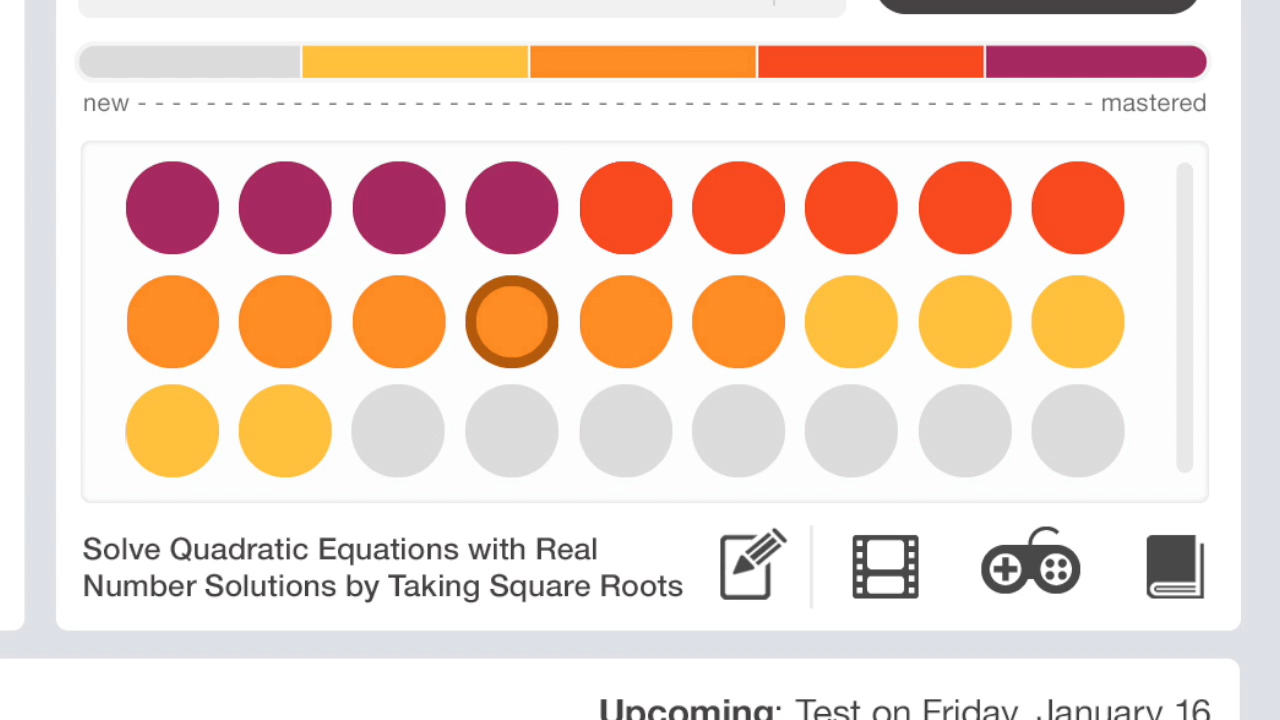 new
mastered
Solve Quadratic Equations with Real
Number Solutions by Taking Square Roots
Upcoming: Test on Friday, January 16